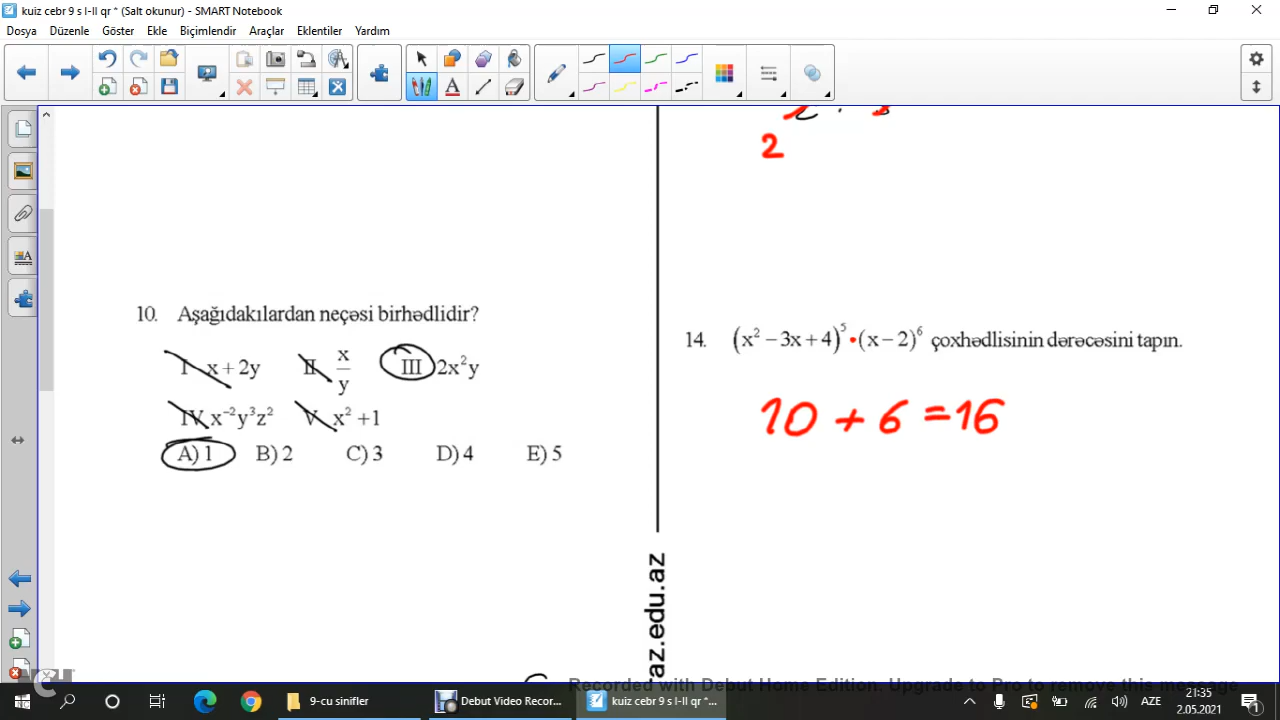 kuiz cebr 9 s I-II qr * (Salt okunur) - SMART Notebook
Dosya Düzenle Göster Ekle Biçimlendir Araçlar Eklentiler Yardım
2
10. Aşağıdakılardan neçəsi birhədlidir?
I x + 2y II x/y III 2x²y
IV x⁻²y³z² V x² + 1
A) 1 B) 2 C) 3 D) 4 E) 5
14. (x² − 3x + 4)⁵ • (x − 2)⁶ çoxhədlisinin dərəcəsini tapın.
10 + 6 = 16
az.edu.az
Recorded with Debut Home Edition. Upgrade to Pro to remove this message
9-cu sinifler
Debut Video Recor...
kuiz cebr 9 s I-II qr *...
AZE
21:35
2.05.2021
1